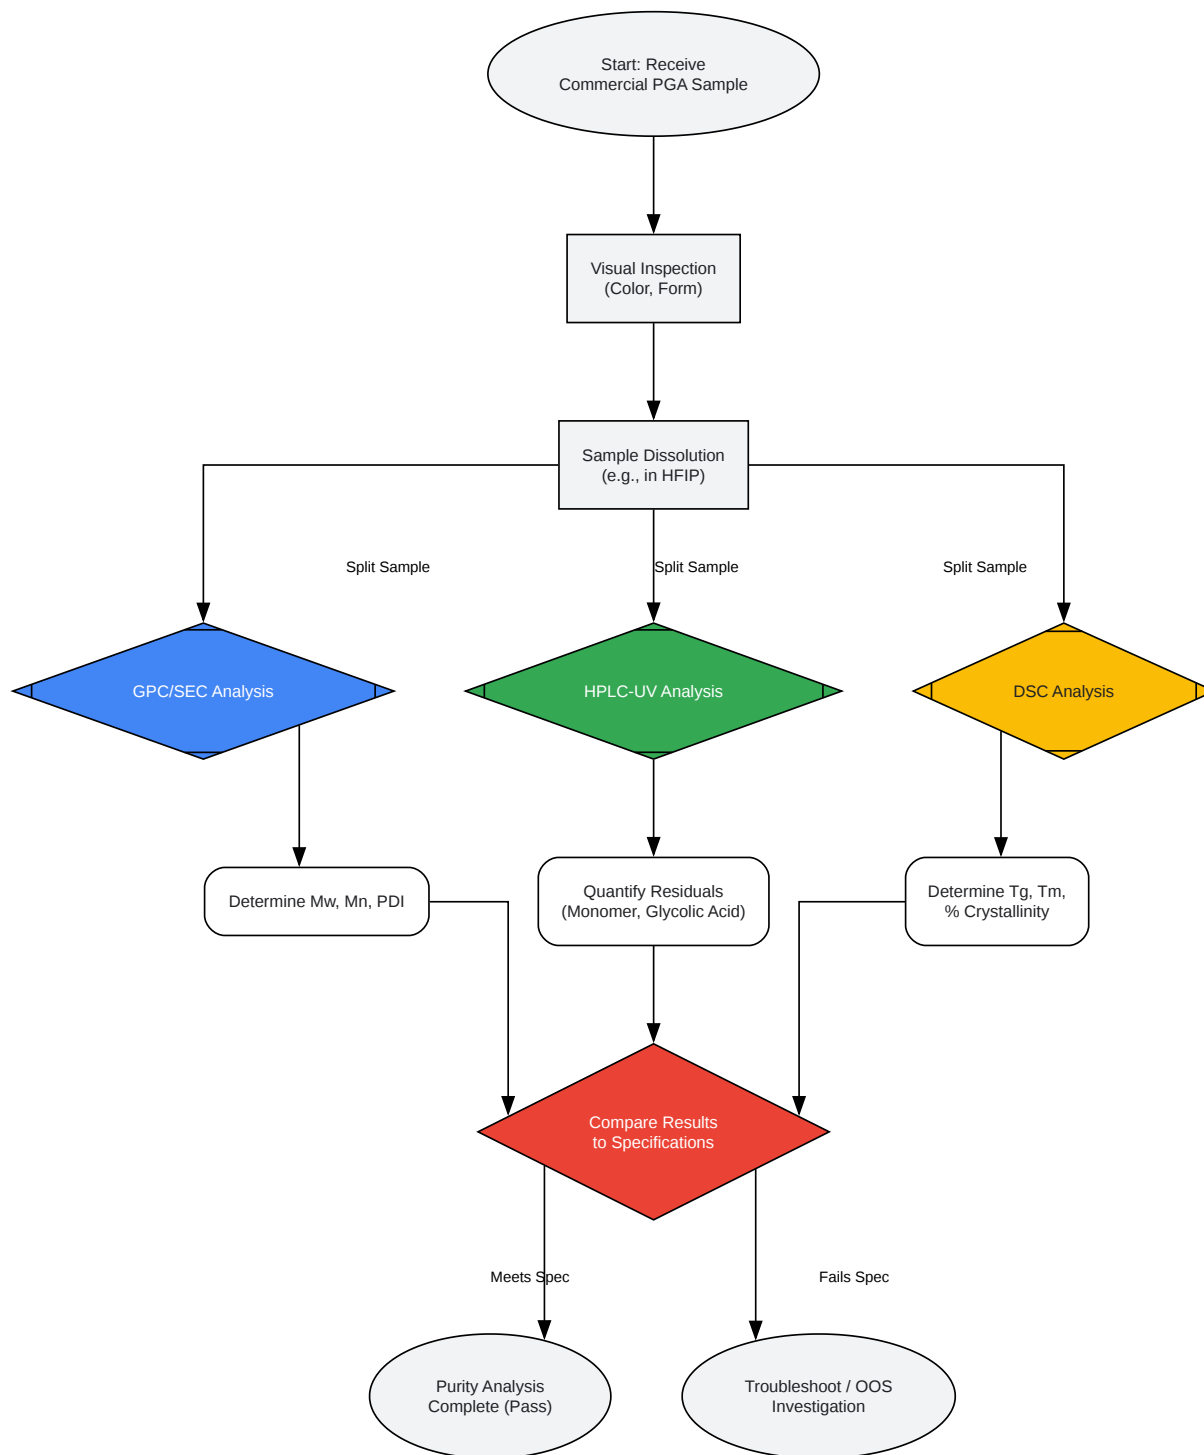 Start: Receive
Commercial PGA Sample
Visual Inspection
(Color, Form)
Sample Dissolution
(e.g., in HFIP)
Split Sample
Split Sample
Split Sample
GPC/SEC Analysis
HPLC-UV Analysis
DSC Analysis
Determine Mw, Mn, PDI
Quantify Residuals
(Monomer, Glycolic Acid)
Determine Tg, Tm,
% Crystallinity
Compare Results
to Specifications
Meets Spec
Fails Spec
Purity Analysis
Complete (Pass)
Troubleshoot / OOS
Investigation